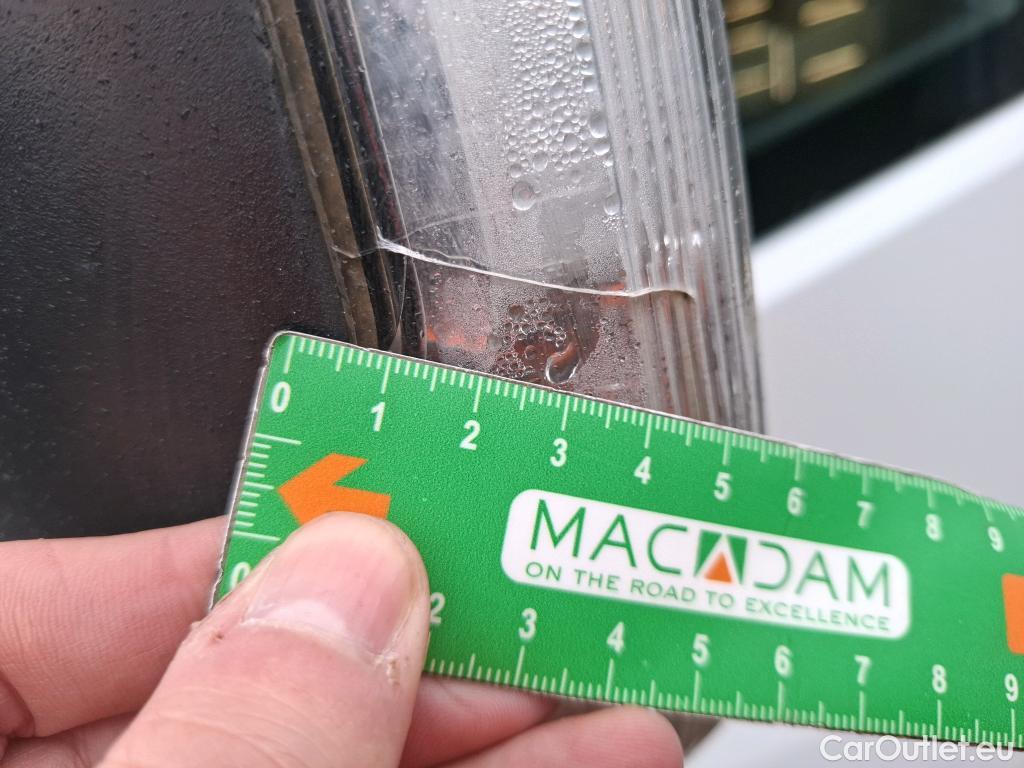 0 1 2 3 4 5 6 7 8 9
MACADAM
ON THE ROAD TO EXCELLENCE
0 2 3 4 5 6 7 8 9
CarOutlet.eu